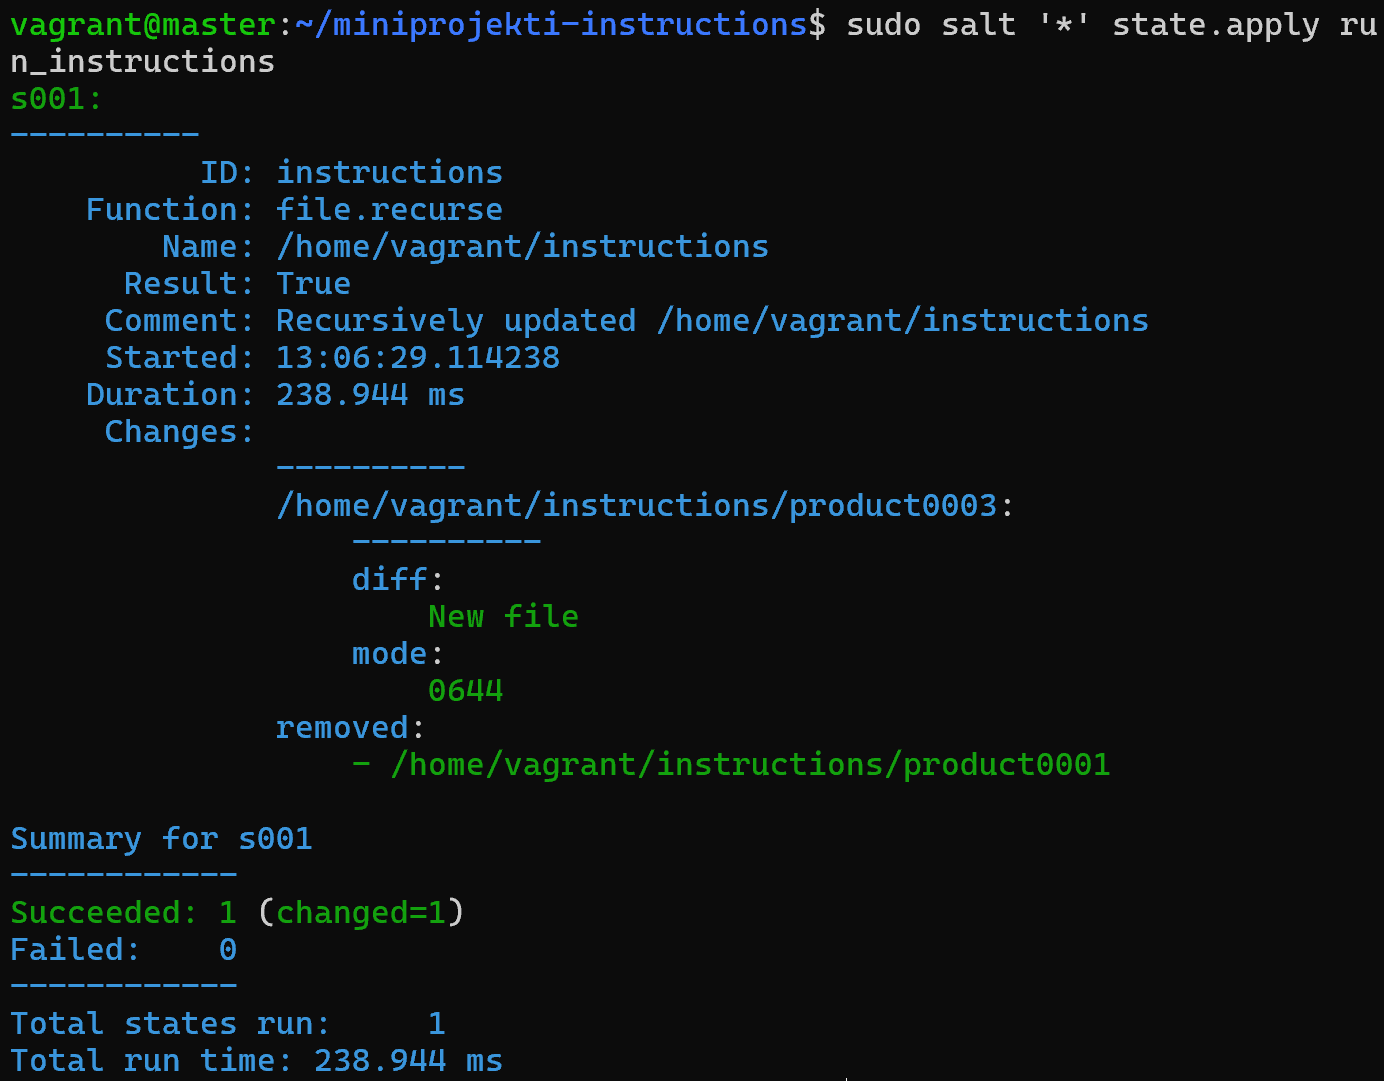 vagrant@master:~/miniprojekti-instructions$ sudo salt '*' state.apply ru
n_instructions
s001:
----------
          ID: instructions
    Function: file.recurse
        Name: /home/vagrant/instructions
      Result: True
     Comment: Recursively updated /home/vagrant/instructions
     Started: 13:06:29.114238
    Duration: 238.944 ms
     Changes:
              ----------
              /home/vagrant/instructions/product0003:
                  ----------
                  diff:
                      New file
                  mode:
                      0644
              removed:
                  - /home/vagrant/instructions/product0001

Summary for s001
------------
Succeeded: 1 (changed=1)
Failed:    0
------------
Total states run:     1
Total run time: 238.944 ms